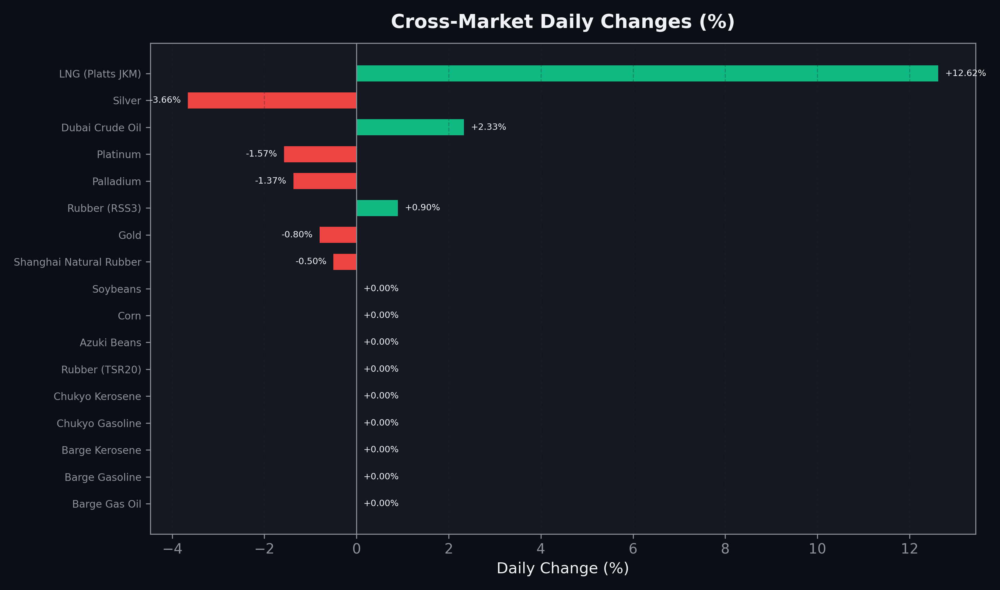 Cross-Market Daily Changes (%)
LNG (Platts JKM) +12.62%
Silver -3.66%
Dubai Crude Oil +2.33%
Platinum -1.57%
Palladium -1.37%
Rubber (RSS3) +0.90%
Gold -0.80%
Shanghai Natural Rubber -0.50%
Soybeans +0.00%
Corn +0.00%
Azuki Beans +0.00%
Rubber (TSR20) +0.00%
Chukyo Kerosene +0.00%
Chukyo Gasoline +0.00%
Barge Kerosene +0.00%
Barge Gasoline +0.00%
Barge Gas Oil +0.00%
−4 −2 0 2 4 6 8 10 12
Daily Change (%)